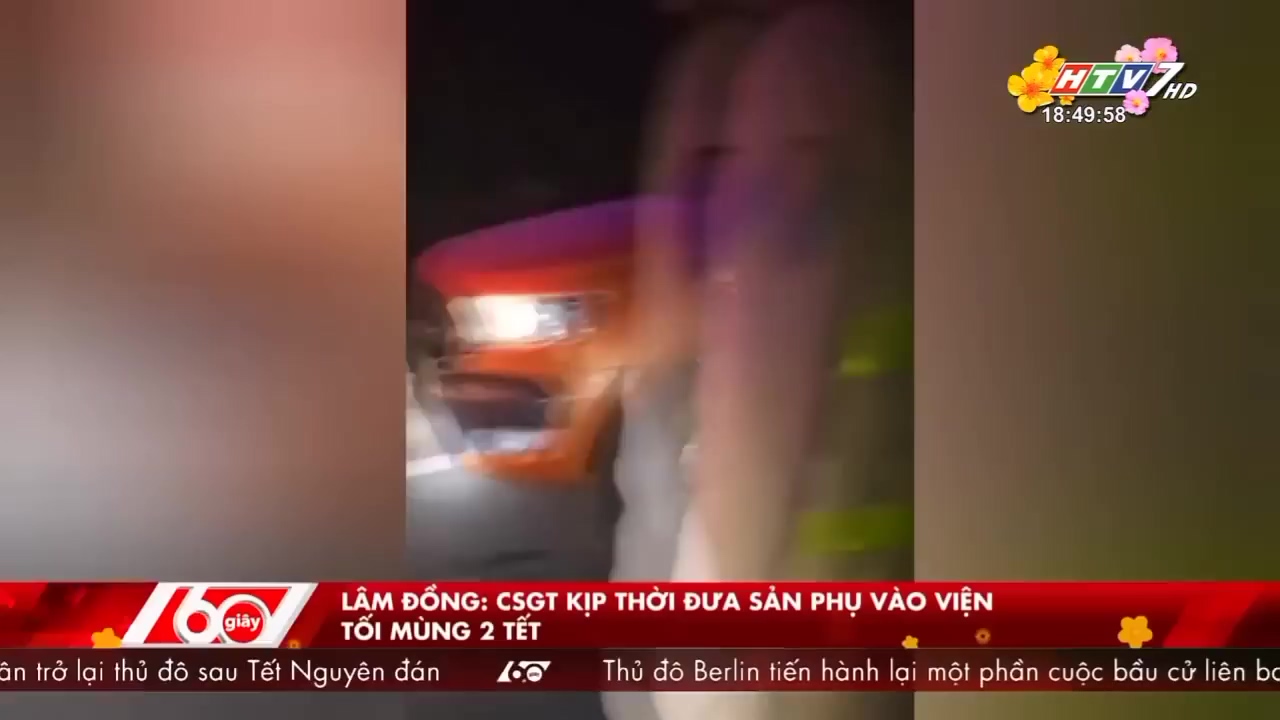 HTV7 HD
18:49:58
60 giây
LÂM ĐỒNG: CSGT KỊP THỜI ĐƯA SẢN PHỤ VÀO VIỆN
TỐI MÙNG 2 TẾT
trở lại thủ đô sau Tết Nguyên đán 60 giây Thủ đô Berlin tiến hành lại một phần cuộc bầu cử liên